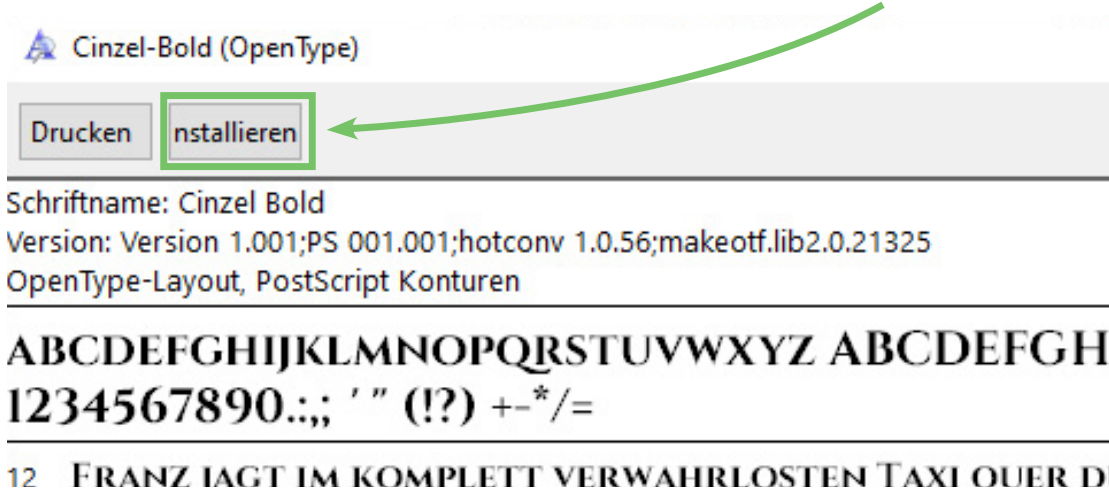 Cinzel-Bold (OpenType)
Drucken nstallieren
Schriftname: Cinzel Bold
Version: Version 1.001;PS 001.001;hotconv 1.0.56;makeotf.lib2.0.21325
OpenType-Layout, PostScript Konturen
ABCDEFGHIJKLMNOPQRSTUVWXYZ ABCDEFGH
1234567890.:,; ' " (!?) +-*/=
12 FRANZ JAGT IM KOMPLETT VERWAHRLOSTEN TAXI QUER D